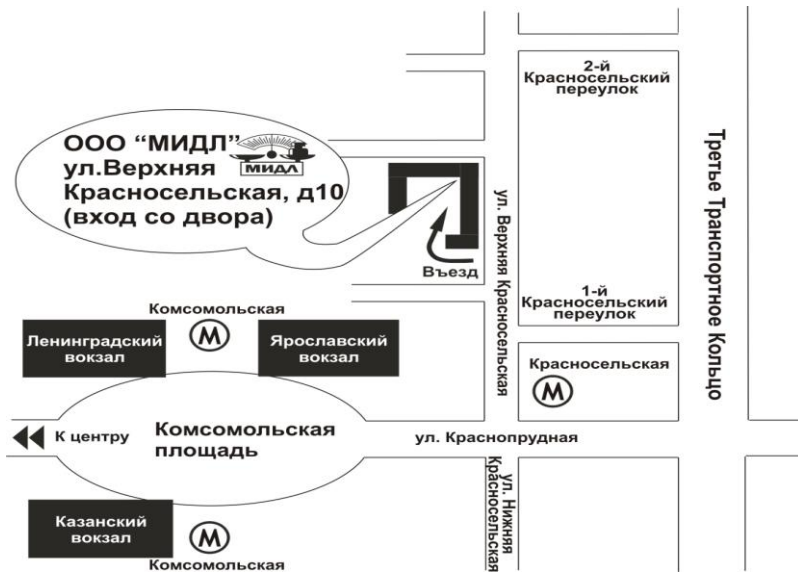 2-й
Красносельский
переулок
ООО “МИДЛ”
ул.Верхняя
Красносельская, д10
(вход со двора)
МИДЛ
Третье Транспортное Кольцо
ул. Верхняя Красносельская
Въезд
1-й
Красносельский
переулок
Комсомольская
М
Ленинградский
вокзал
Ярославский
вокзал
Красносельская
М
К центру
Комсомольская
площадь
ул. Краснопрудная
ул. Нижняя
Красносельская
Казанский
вокзал
М
Комсомольская